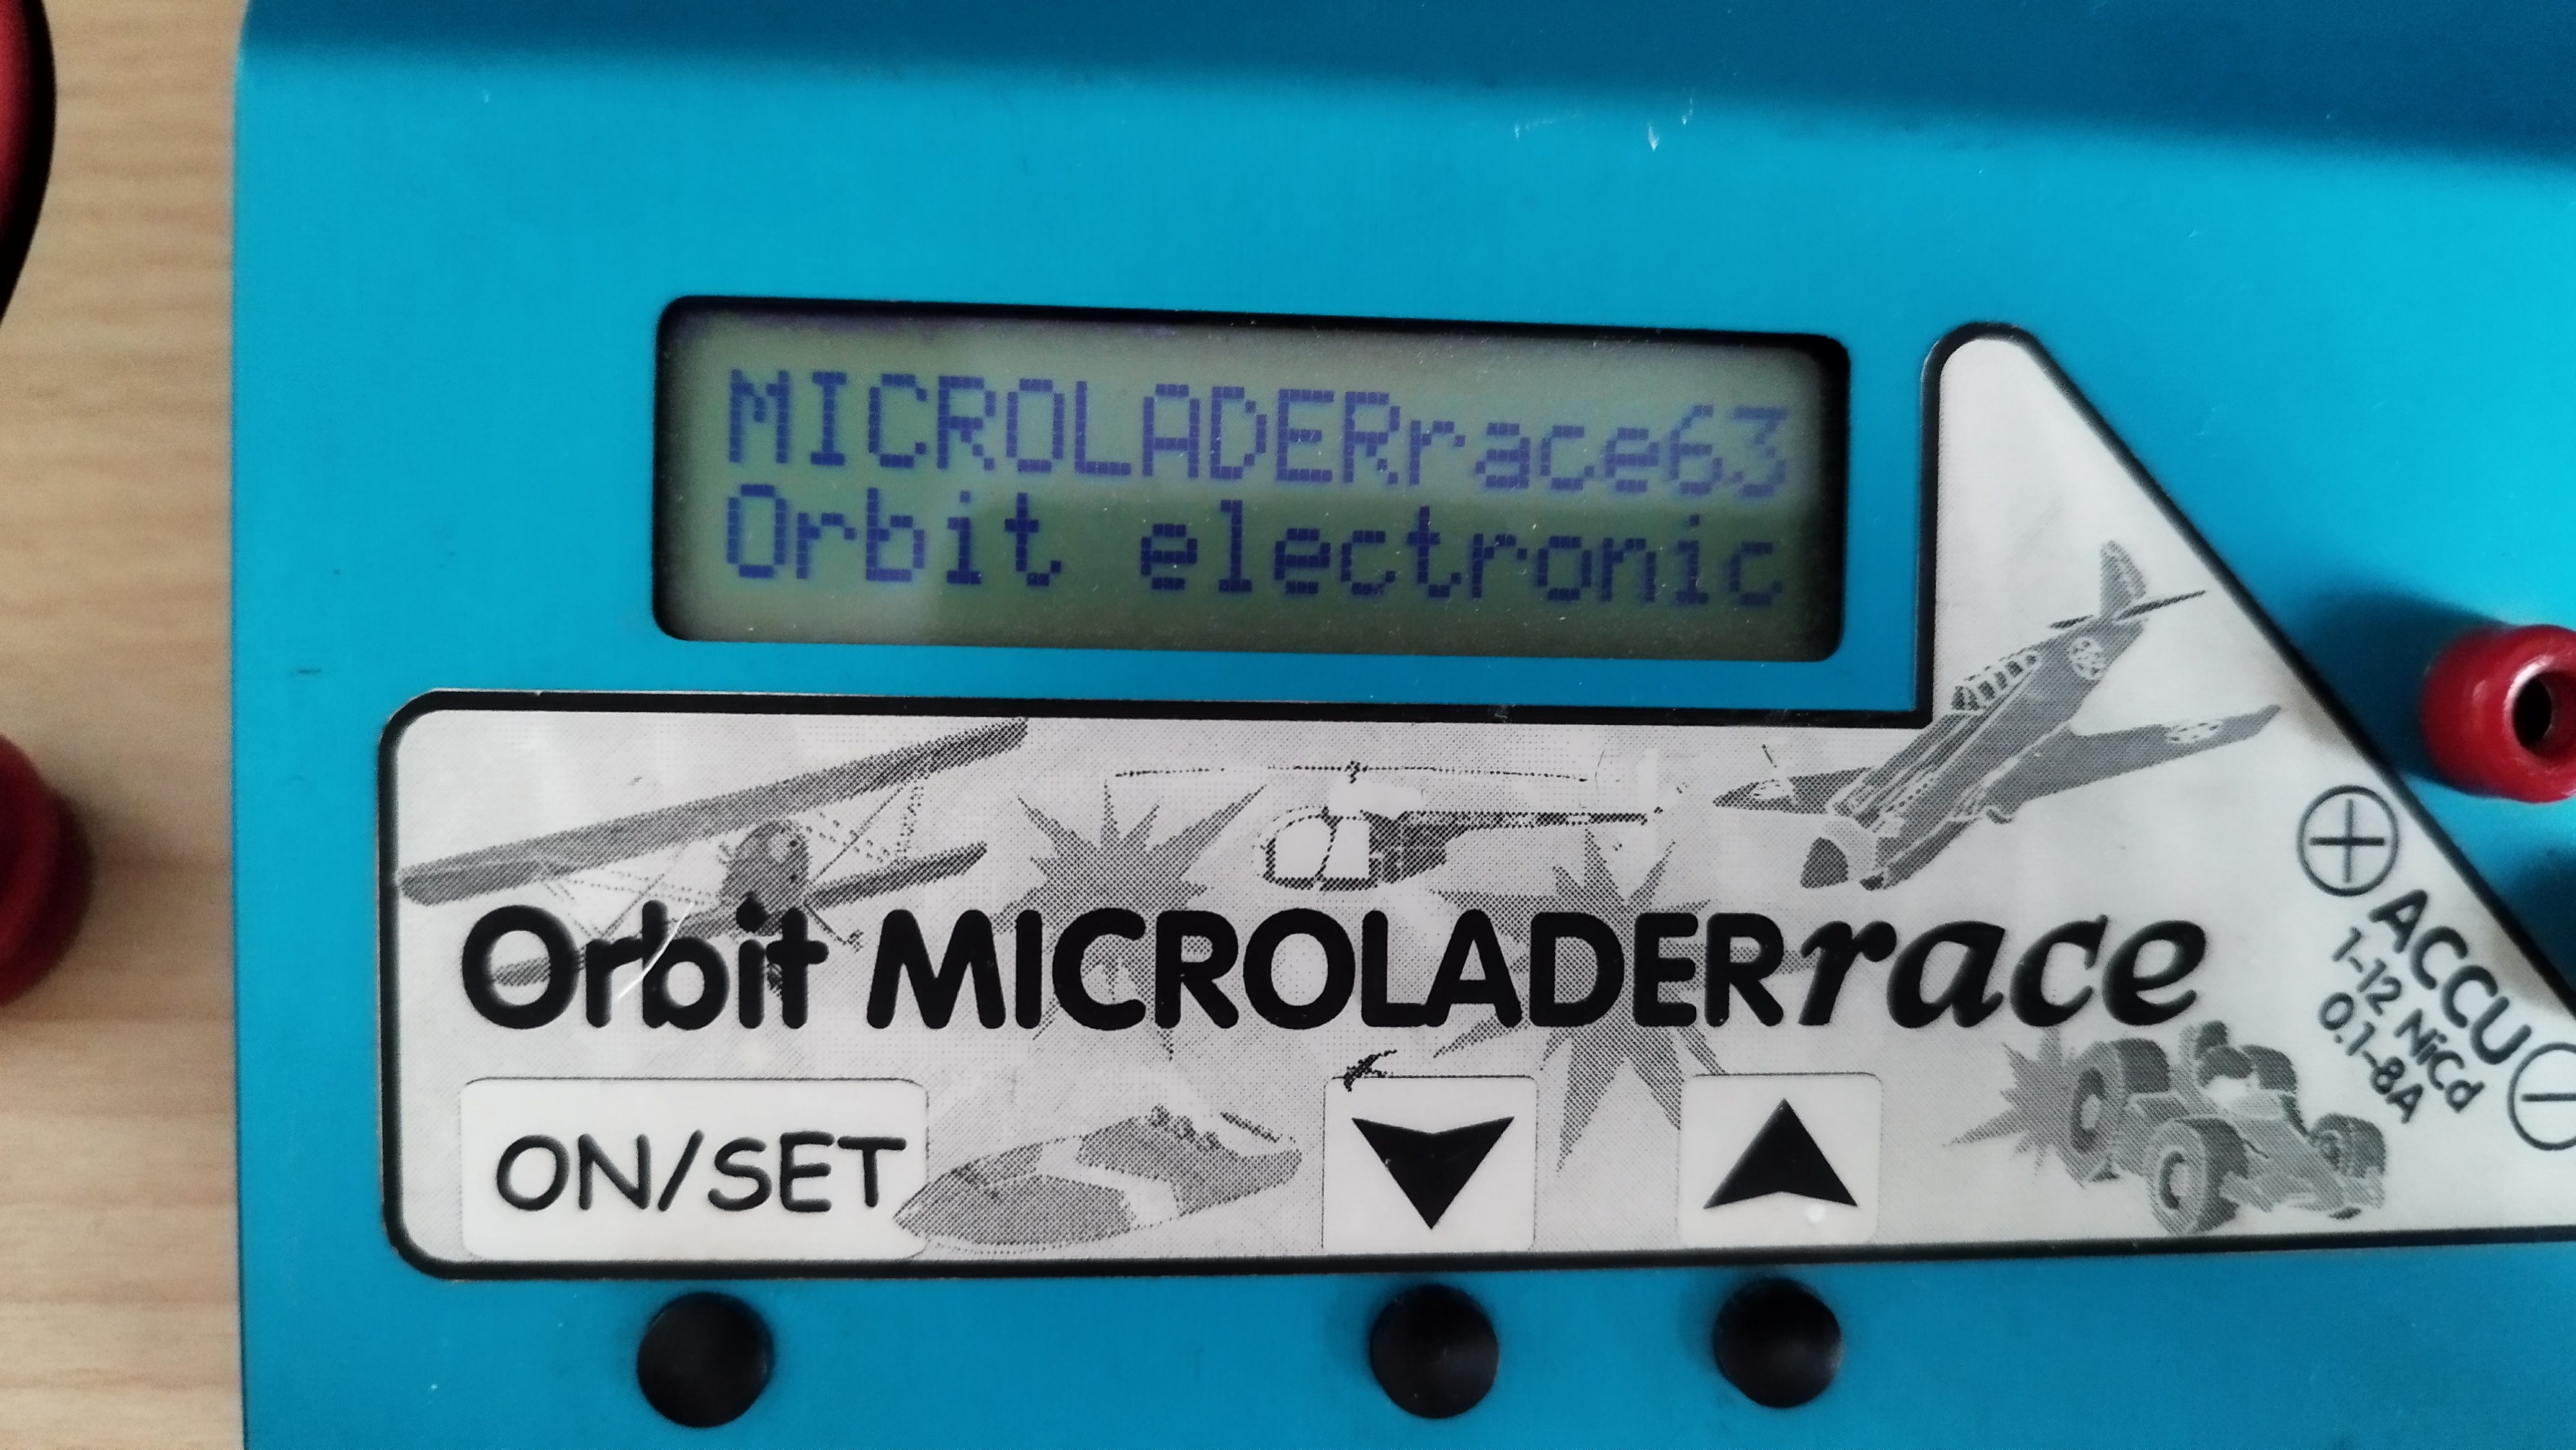 MICROLADERrace63
Orbit electronic
Orbit MICROLADERrace
ACCU
1-12 NiCd
0.1-8A
ON/SET